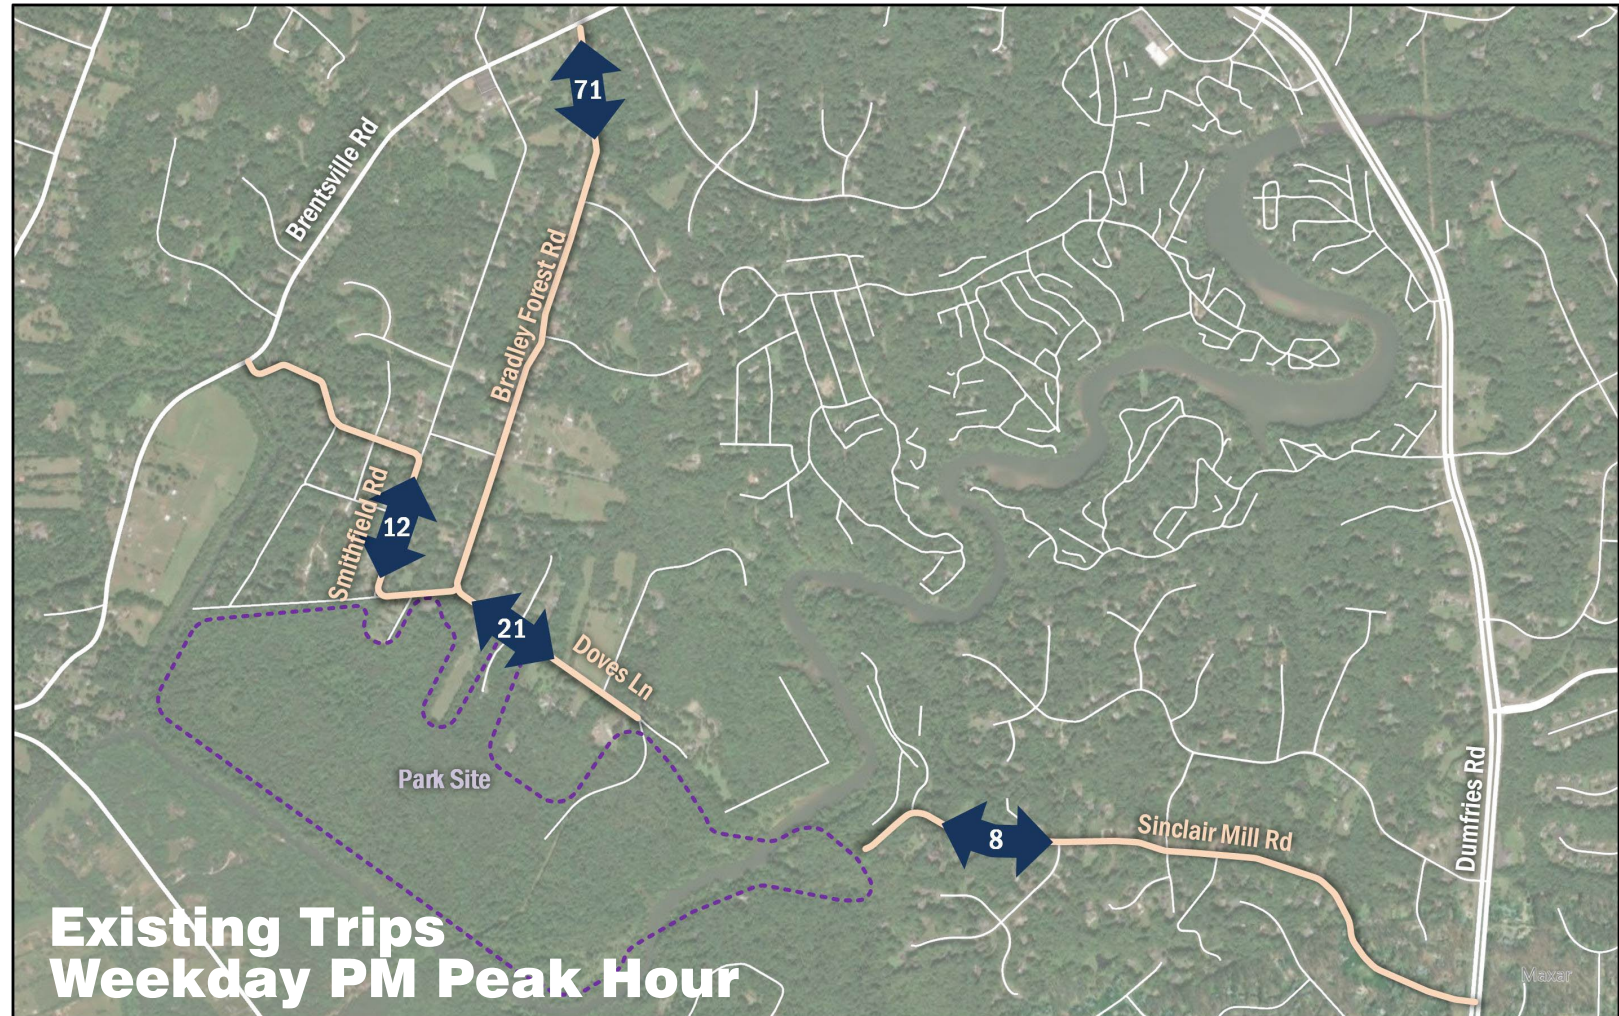 71
Brentsville Rd
Bradley Forest Rd
Smithfield Rd
12
21
Doves Ln
Park Site
8
Sinclair Mill Rd
Dumfries Rd
Existing Trips
Weekday PM Peak Hour
Maxar